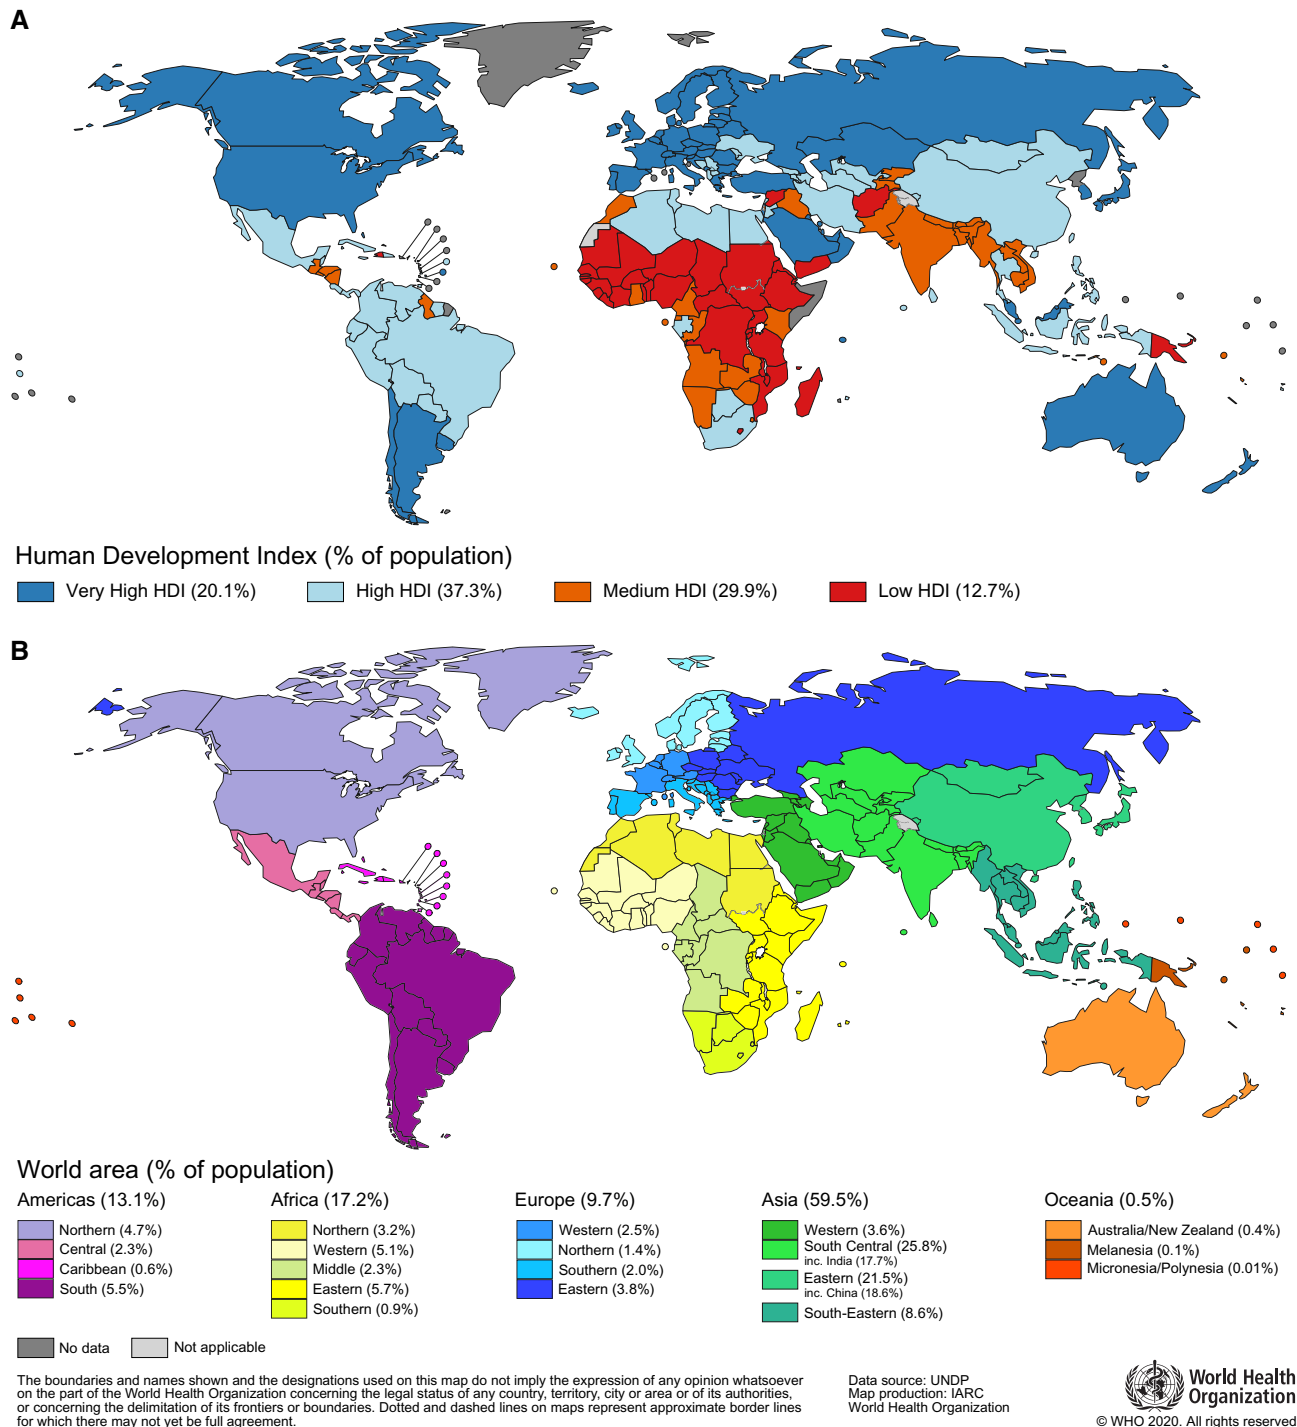 A
Human Development Index (% of population)
Very High HDI (20.1%)
High HDI (37.3%)
Medium HDI (29.9%)
Low HDI (12.7%)
B
World area (% of population)
Americas (13.1%)
Northern (4.7%)
Central (2.3%)
Caribbean (0.6%)
South (5.5%)
Africa (17.2%)
Northern (3.2%)
Western (5.1%)
Middle (2.3%)
Eastern (5.7%)
Southern (0.9%)
Europe (9.7%)
Western (2.5%)
Northern (1.4%)
Southern (2.0%)
Eastern (3.8%)
Asia (59.5%)
Western (3.6%)
South Central (25.8%)
inc. India (17.7%)
Eastern (21.5%)
inc. China (18.6%)
South-Eastern (8.6%)
Oceania (0.5%)
Australia/New Zealand (0.4%)
Melanesia (0.1%)
Micronesia/Polynesia (0.01%)
No data
Not applicable
The boundaries and names shown and the designations used on this map do not imply the expression of any opinion whatsoever
on the part of the World Health Organization concerning the legal status of any country, territory, city or area or of its authorities,
or concerning the delimitation of its frontiers or boundaries. Dotted and dashed lines on maps represent approximate border lines
for which there may not yet be full agreement.
Data source: UNDP
Map production: IARC
World Health Organization
World Health
Organization
© WHO 2020. All rights reserved